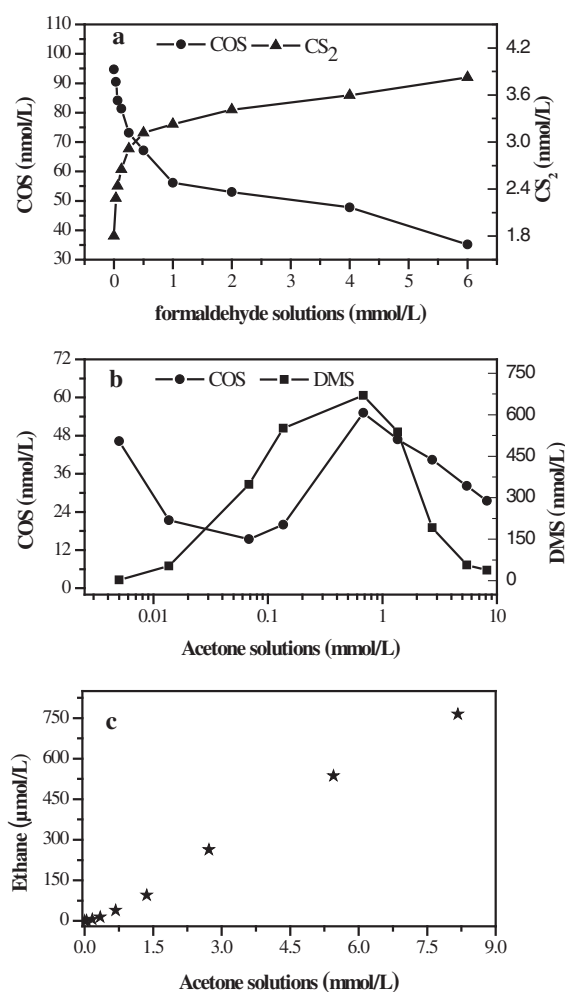 a
COS CS2
110
100
90
80
70
60
50
40
30
COS (nmol/L)
4.2
3.6
3.0
2.4
1.8
CS2 (nmol/L)
0 1 2 3 4 5 6
formaldehyde solutions (mmol/L)
b
COS DMS
72
60
48
36
24
12
0
COS (nmol/L)
750
600
450
300
150
0
DMS (nmol/L)
0.01 0.1 1 10
Acetone solutions (mmol/L)
c
750
600
450
300
150
0
Ethane (μmol/L)
0.0 1.5 3.0 4.5 6.0 7.5 9.0
Acetone solutions (mmol/L)